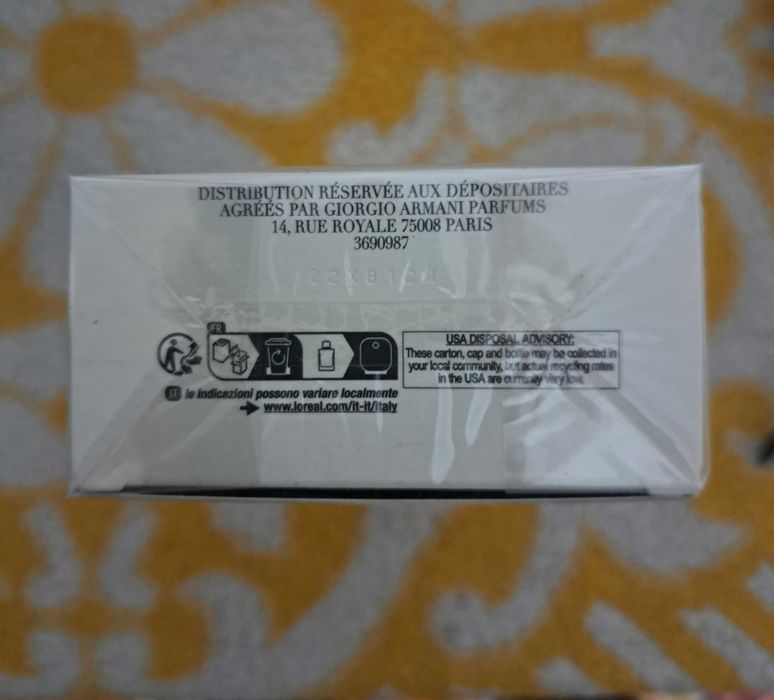 DISTRIBUTION RÉSERVÉE AUX DÉPOSITAIRES
AGRÉÉS PAR GIORGIO ARMANI PARFUMS
14, RUE ROYALE 75008 PARIS
3690987
FR
USA DISPOSAL ADVISORY:
These carton, cap and bottle may be collected in
your local community, but actual recycling rates
in the USA are currently very low.
IT le indicazioni possono variare localmente
www.loreal.com/it-it/italy